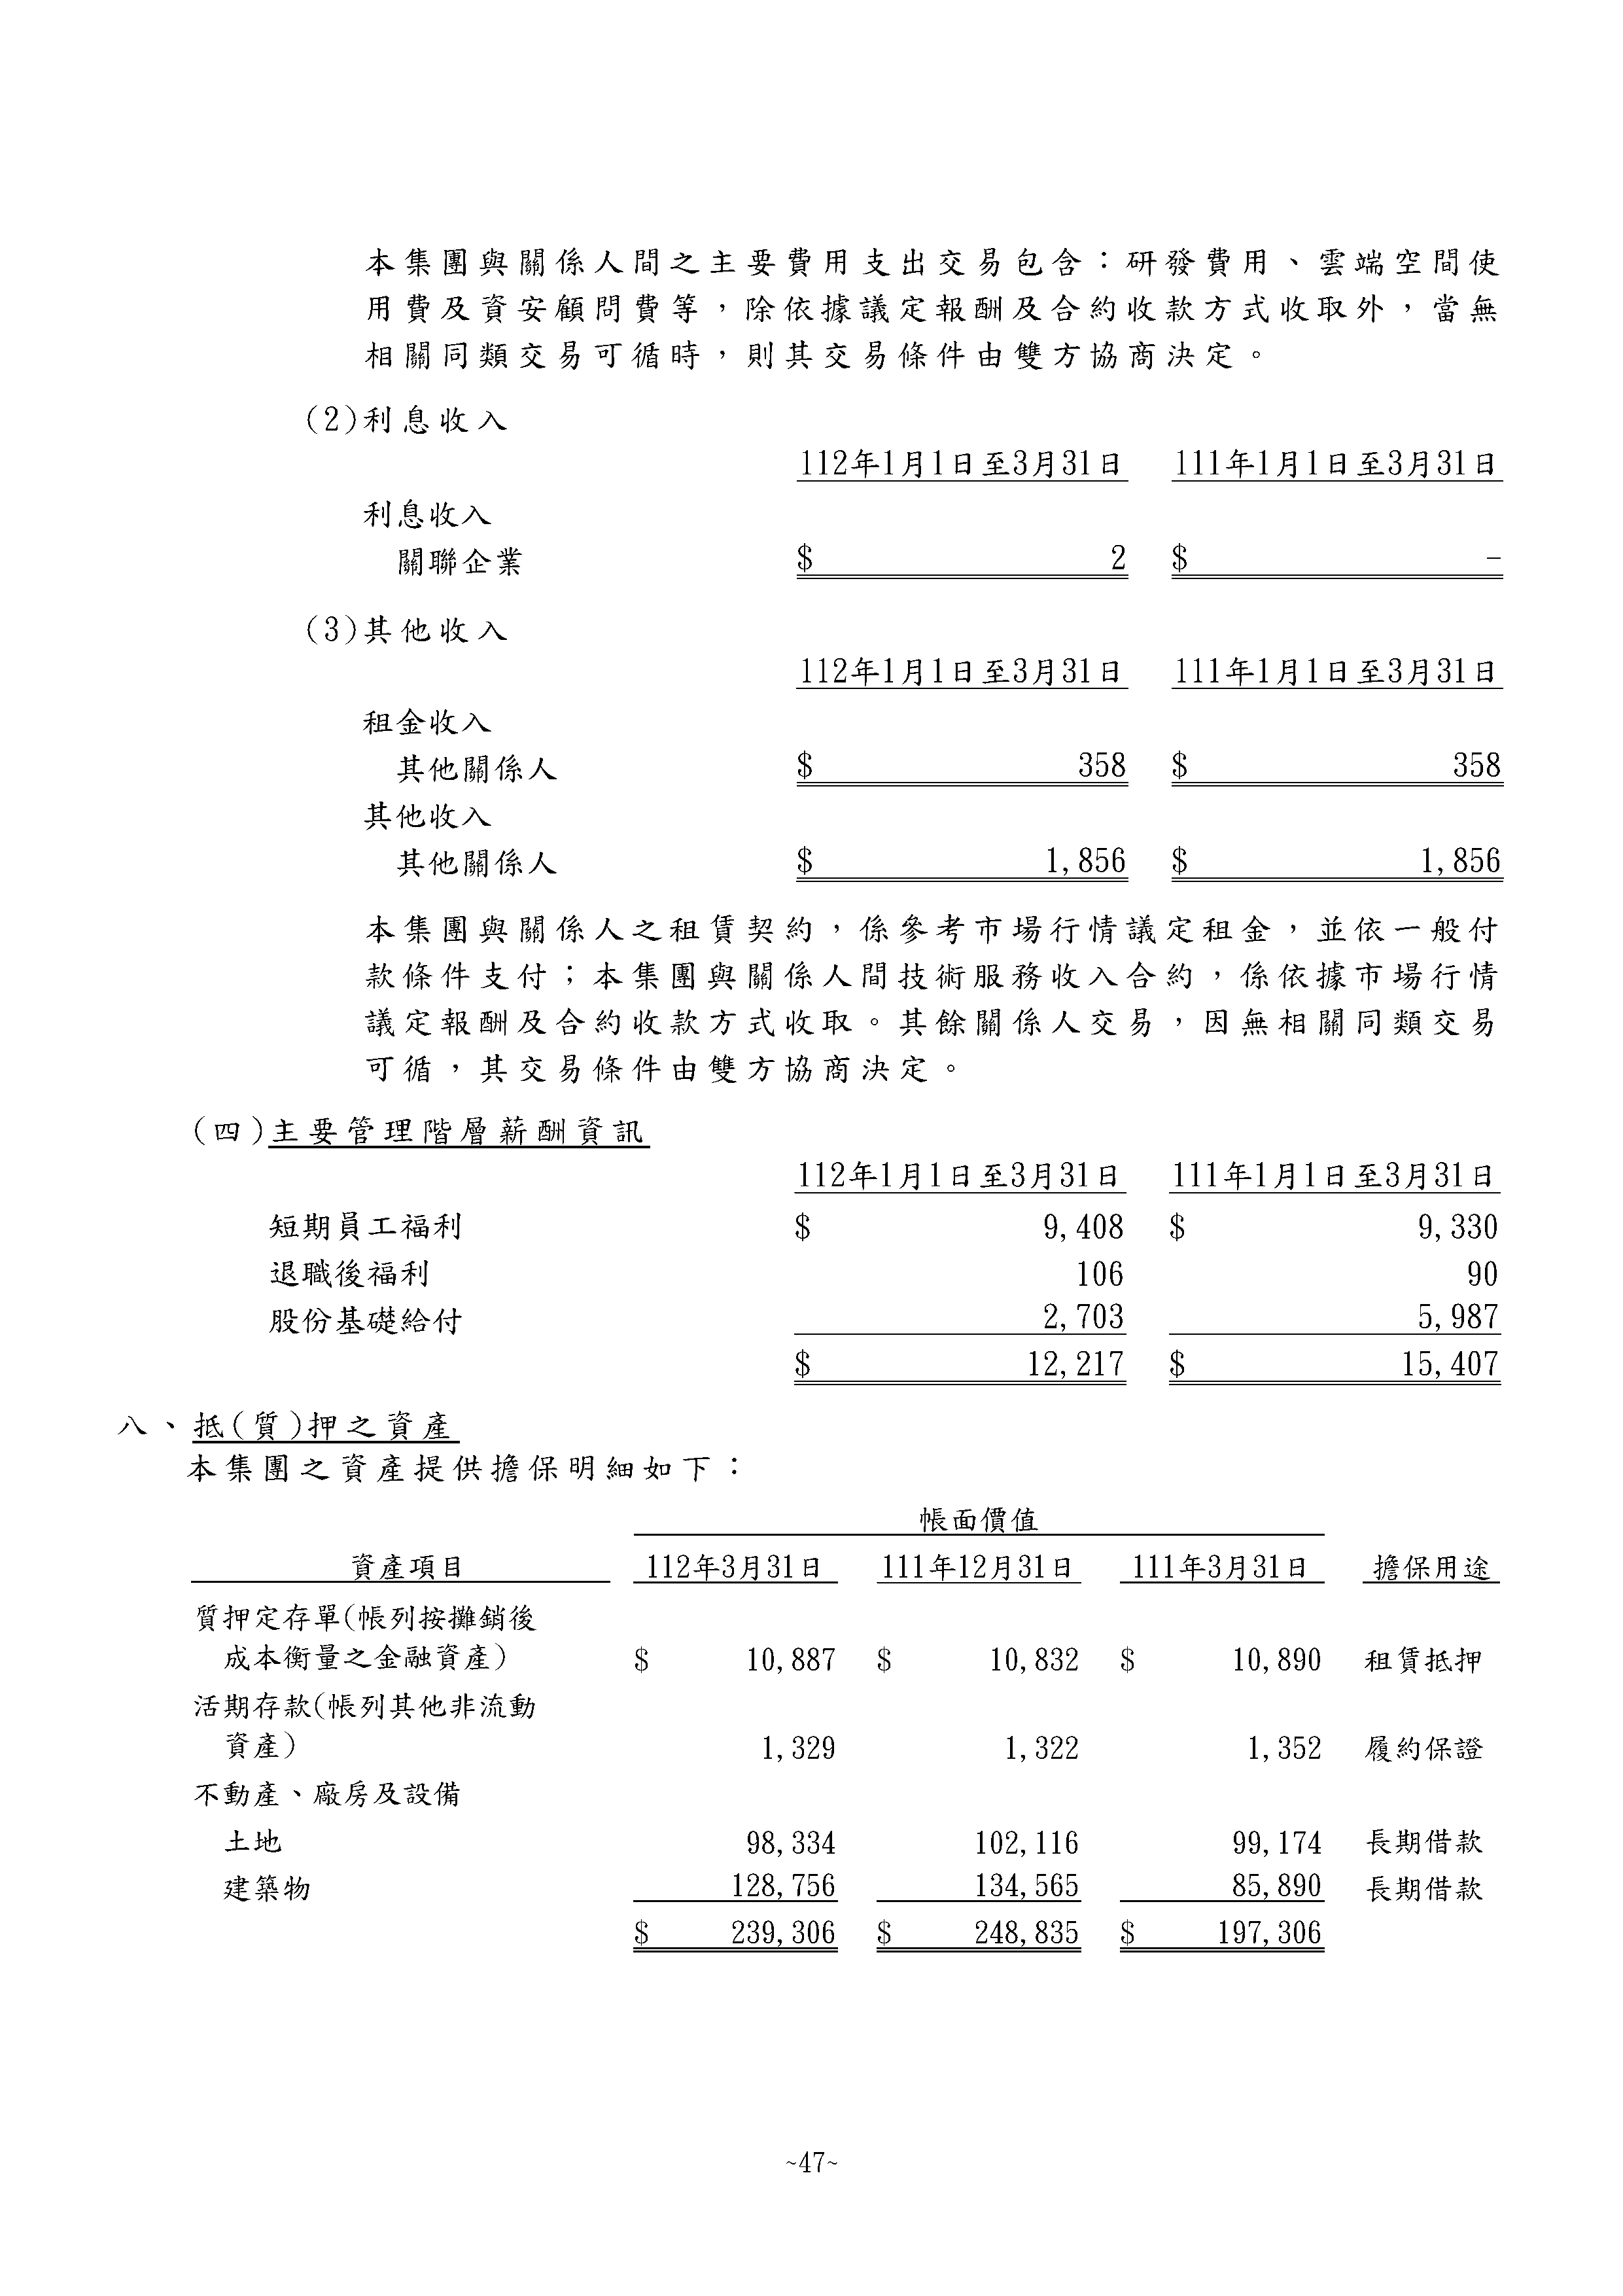 本集團與關係人間之主要費用支出交易包含：研發費用、雲端空間使
用費及資安顧問費等，除依據議定報酬及合約收款方式收取外，當無
相關同類交易可循時，則其交易條件由雙方協商決定。
(2)利息收入
112年1月1日至3月31日 111年1月1日至3月31日
利息收入
關聯企業 $ 2 $ -
(3)其他收入
112年1月1日至3月31日 111年1月1日至3月31日
租金收入
其他關係人 $ 358 $ 358
其他收入
其他關係人 $ 1,856 $ 1,856
本集團與關係人之租賃契約，係參考市場行情議定租金，並依一般付
款條件支付；本集團與關係人間技術服務收入合約，係依據市場行情
議定報酬及合約收款方式收取。其餘關係人交易，因無相關同類交易
可循，其交易條件由雙方協商決定。
(四)主要管理階層薪酬資訊
112年1月1日至3月31日 111年1月1日至3月31日
短期員工福利 $ 9,408 $ 9,330
退職後福利 106 90
股份基礎給付 2,703 5,987
$ 12,217 $ 15,407
八、抵(質)押之資產
本集團之資產提供擔保明細如下：
帳面價值
資產項目 112年3月31日 111年12月31日 111年3月31日 擔保用途
質押定存單(帳列按攤銷後
成本衡量之金融資產) $ 10,887 $ 10,832 $ 10,890 租賃抵押
活期存款(帳列其他非流動
資產) 1,329 1,322 1,352 履約保證
不動產、廠房及設備
土地 98,334 102,116 99,174 長期借款
建築物 128,756 134,565 85,890 長期借款
$ 239,306 $ 248,835 $ 197,306
~47~